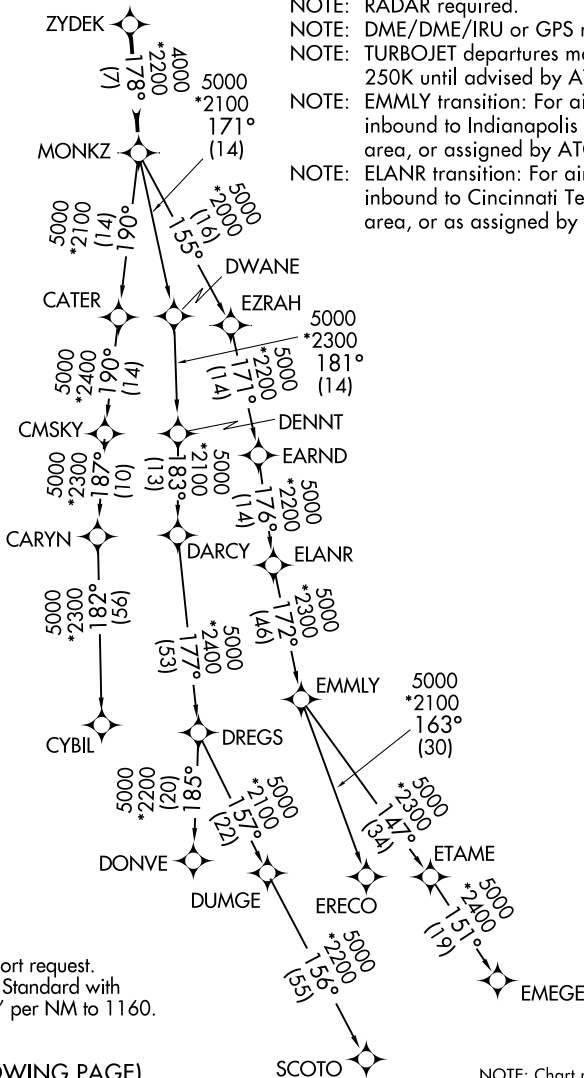 ZYDEK
NOTE: RADAR required.
NOTE: DME/DME/IRU or GPS
NOTE: TURBOJET departures
250K until advised by
NOTE: EMMLY transition: For
inbound to Indianapolis
area, or assigned by
NOTE: ELANR transition: For
inbound to Cincinnati
area, or as assigned by
4000
*2200
178°
(7)
5000
*2100
171°
(14)
MONKZ
5000
*2100
(14)
190°
5000
*2000
(16)
155°
DWANE
CATER
EZRAH
5000
*2300
181°
(14)
5000
*2400
190°
(14)
5000
*2200
171°
(14)
CMSKY
DENNT
EARND
5000
*2300
187°
(10)
5000
*2100
183°
(13)
5000
*2200
176°
(14)
CARYN
DARCY
ELANR
5000
*2300
182°
(56)
5000
*2400
177°
(53)
5000
*2300
172°
(46)
EMMLY
5000
*2100
163°
(30)
CYBIL
DREGS
5000
*2200
(20)
185°
5000
*2100
157°
(22)
5000
*2300
147°
(34)
DONVE
DUMGE
ERECO
ETAME
5000
*2400
151°
(19)
5000
*2200
156°
(55)
EMEGE
ort request.
Standard with
per NM to 1160.
OWING PAGE)
SCOTO
NOTE: Chart